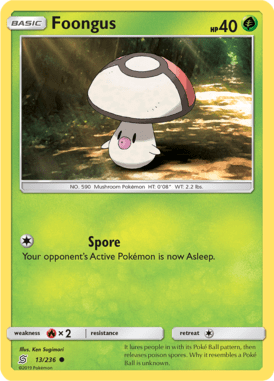 BASIC Foongus HP40
NO. 590 Mushroom Pokémon HT. 0'08" WT. 2.2 lbs.
Spore
Your opponent's Active Pokémon is now Asleep.
weakness ×2 resistance retreat
Illus. Ken Sugimori
13/236
©2019 Pokémon
It lures people in with its Poké Ball pattern, then
releases poison spores. Why it resembles a Poké
Ball is unknown.